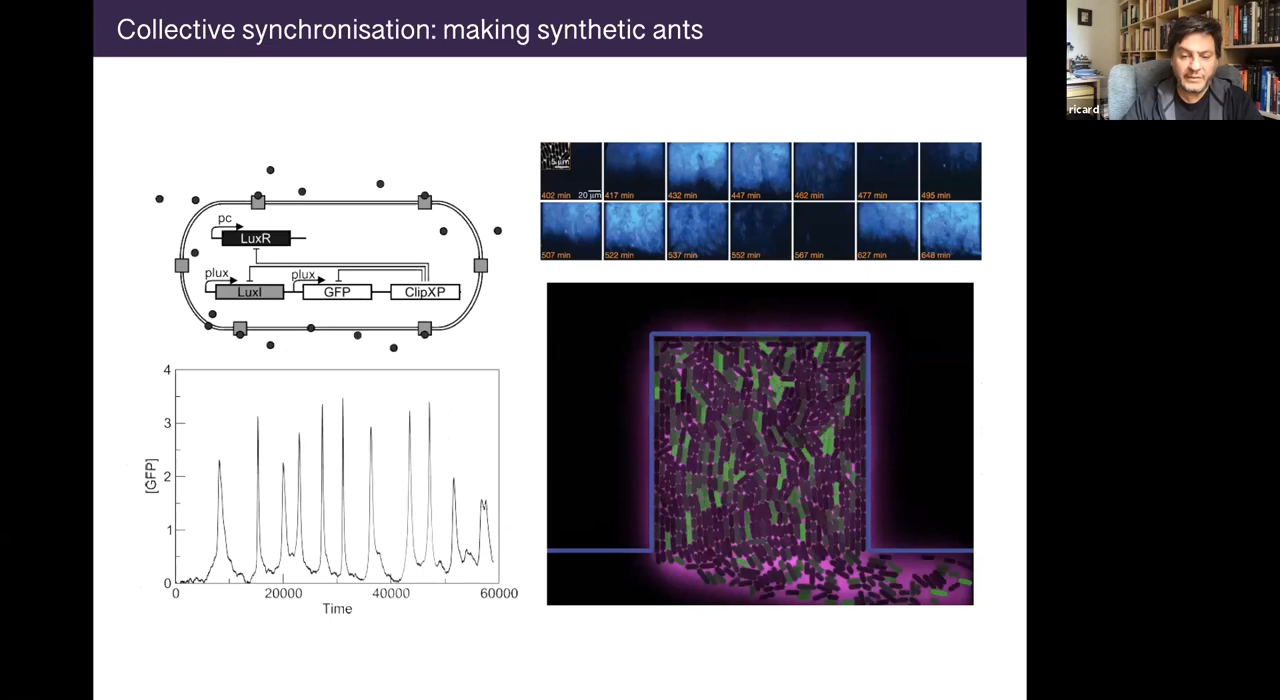 Collective synchronisation: making synthetic ants
ricard
pc
LuxR
plux
plux
LuxI
GFP
ClipXP
5μm
402 min
20 μm
417 min
432 min
447 min
462 min
477 min
495 min
507 min
522 min
537 min
552 min
567 min
627 min
648 min
4
3
2
1
0
[GFP]
0
20000
40000
60000
Time